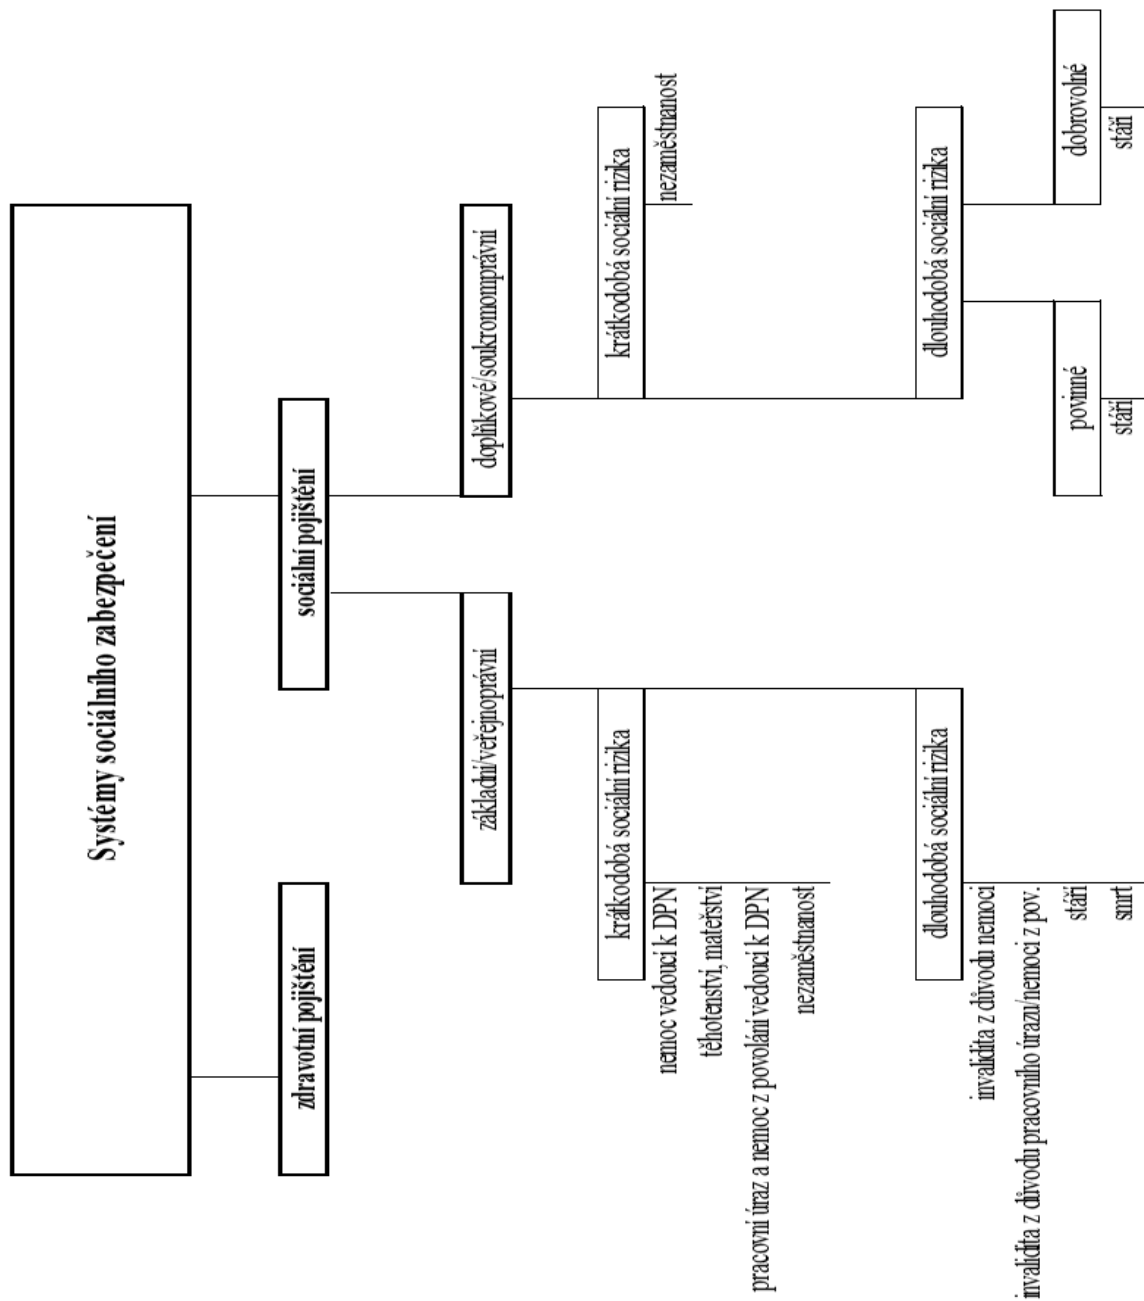 Systémy sociálního zabezpečení
zdravotní pojištění
sociální pojištění
základní/veřejnoprávní
doplňkové/soukromoprávní
krátkodobá sociální rizika
nemoc vedoucí k DPN
těhotenství, mateřství
pracovní úraz a nemoc z povolání vedoucí k DPN
nezaměstnanost
krátkodobá sociální rizika
nezaměstnanost
dlouhodobá sociální rizika
invalidita z důvodu nemoci
invalidita z důvodu pracovního úrazu/nemoci z pov.
stáří
smrt
dlouhodobá sociální rizika
povinné
stáří
dobrovolné
stáří